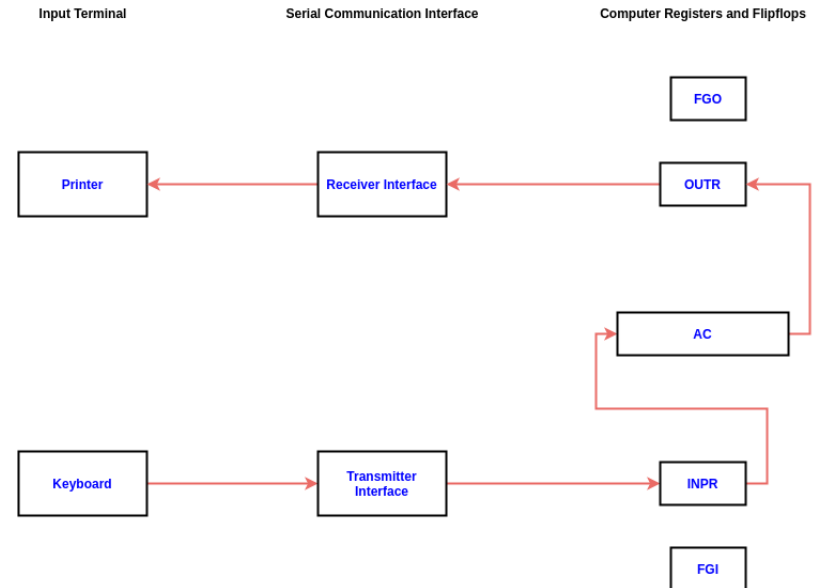 Input Terminal
Serial Communication Interface
Computer Registers and Flipflops
FGO
Printer
Receiver Interface
OUTR
AC
Keyboard
Transmitter
Interface
INPR
FGI